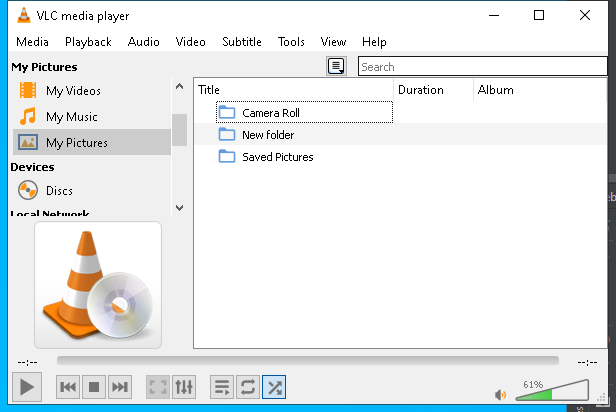 VLC media player
Media Playback Audio Video Subtitle Tools View Help
My Pictures
Search
My Videos
My Music
My Pictures
Devices
Discs
Local Network
Title Duration Album
Camera Roll
New folder
Saved Pictures
--:-- --:--
61%